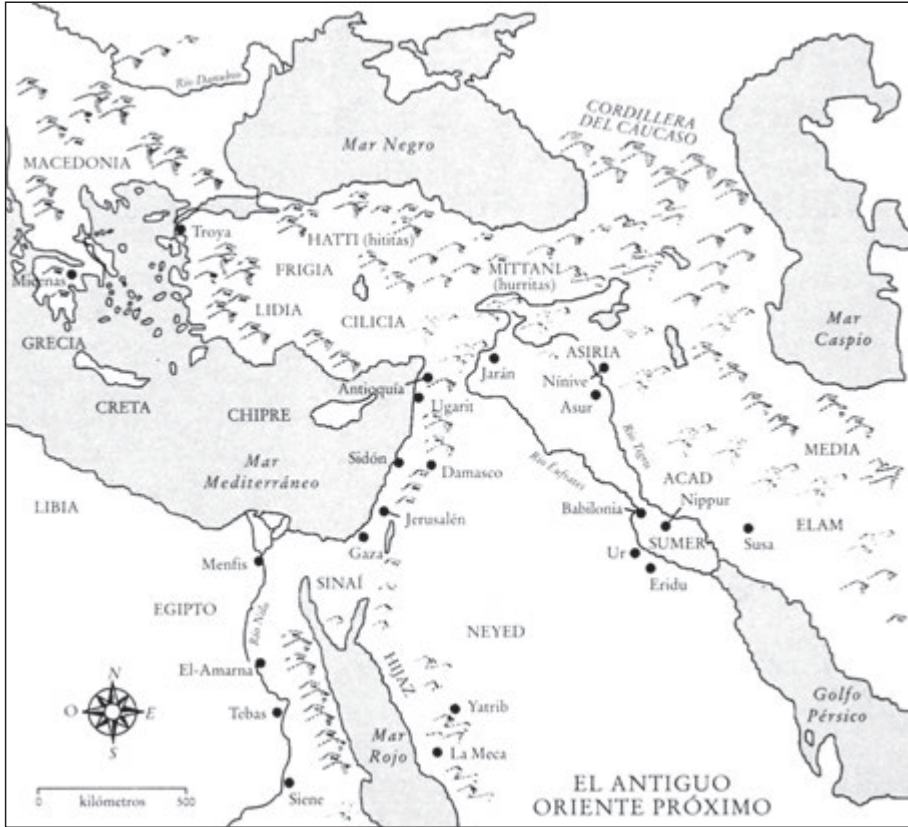 Río Danubio
CORDILLERA
DEL CAUCASO
Mar Negro
MACEDONIA
Troya
HATTI (hititas)
FRIGIA
MITTANI
(hurritas)
Micenas
LIDIA
CILICIA
GRECIA
Mar
Caspio
Jarán
ASIRIA
Nínive
Asur
Antioquía
Ugarit
CRETA
CHIPRE
Río Tigris
MEDIA
Mar
Mediterráneo
Sidón
Damasco
Río Eufrates
ACAD
Nippur
LIBIA
Babilonia
ELAM
Jerusalén
SUMER
Susa
Gaza
Ur
Menfis
Eridu
SINAÍ
EGIPTO
Río Nilo
NEYED
El-Amarna
HIJAZ
N
O
E
S
Tebas
Yatrib
Golfo
Pérsico
Mar
Rojo
La Meca
0
500
kilómetros
Siene
EL ANTIGUO
ORIENTE PRÓXIMO